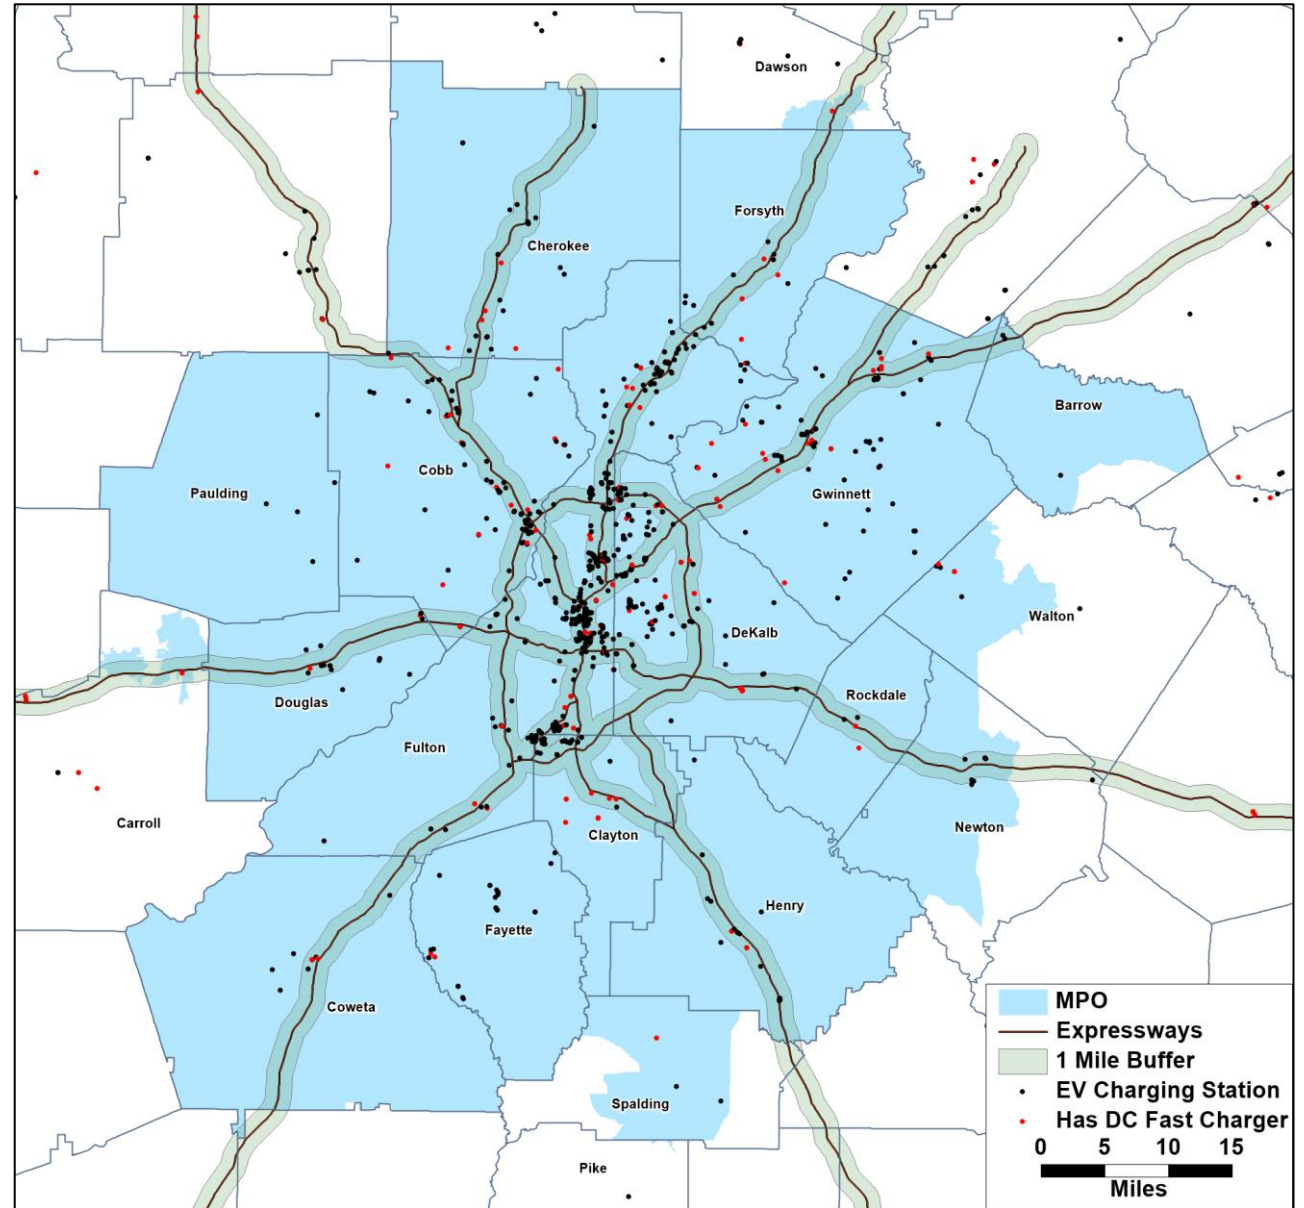 Dawson
Forsyth
Cherokee
Barrow
Cobb
Paulding
Gwinnett
Walton
DeKalb
Rockdale
Douglas
Fulton
Carroll
Newton
Clayton
Henry
Fayette
Coweta
Spalding
Pike
MPO
Expressways
1 Mile Buffer
EV Charging Station
Has DC Fast Charger
0 5 10 15
Miles